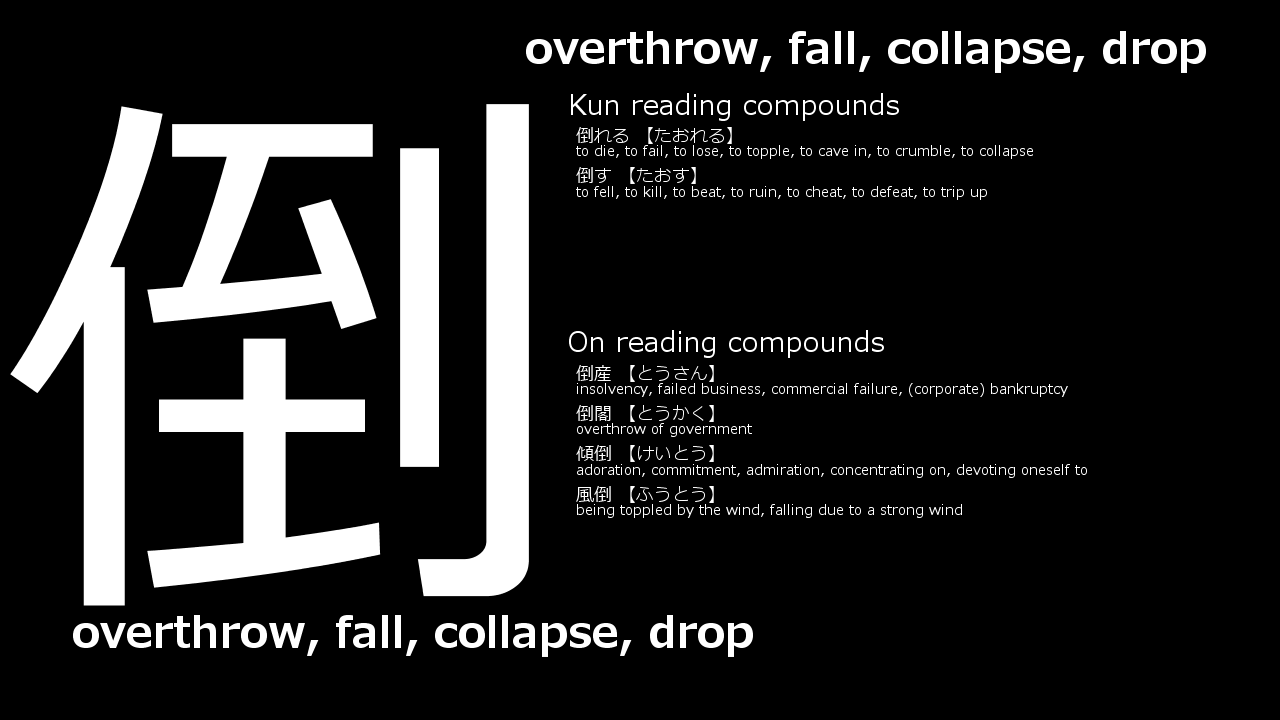 overthrow, fall, collapse, drop
倒
Kun reading compounds
倒れる 【たおれる】
to die, to fail, to lose, to topple, to cave in, to crumble, to collapse
倒す 【たおす】
to fell, to kill, to beat, to ruin, to cheat, to defeat, to trip up
On reading compounds
倒産 【とうさん】
insolvency, failed business, commercial failure, (corporate) bankruptcy
倒閣 【とうかく】
overthrow of government
傾倒 【けいとう】
adoration, commitment, admiration, concentrating on, devoting oneself to
風倒 【ふうとう】
being toppled by the wind, falling due to a strong wind
overthrow, fall, collapse, drop